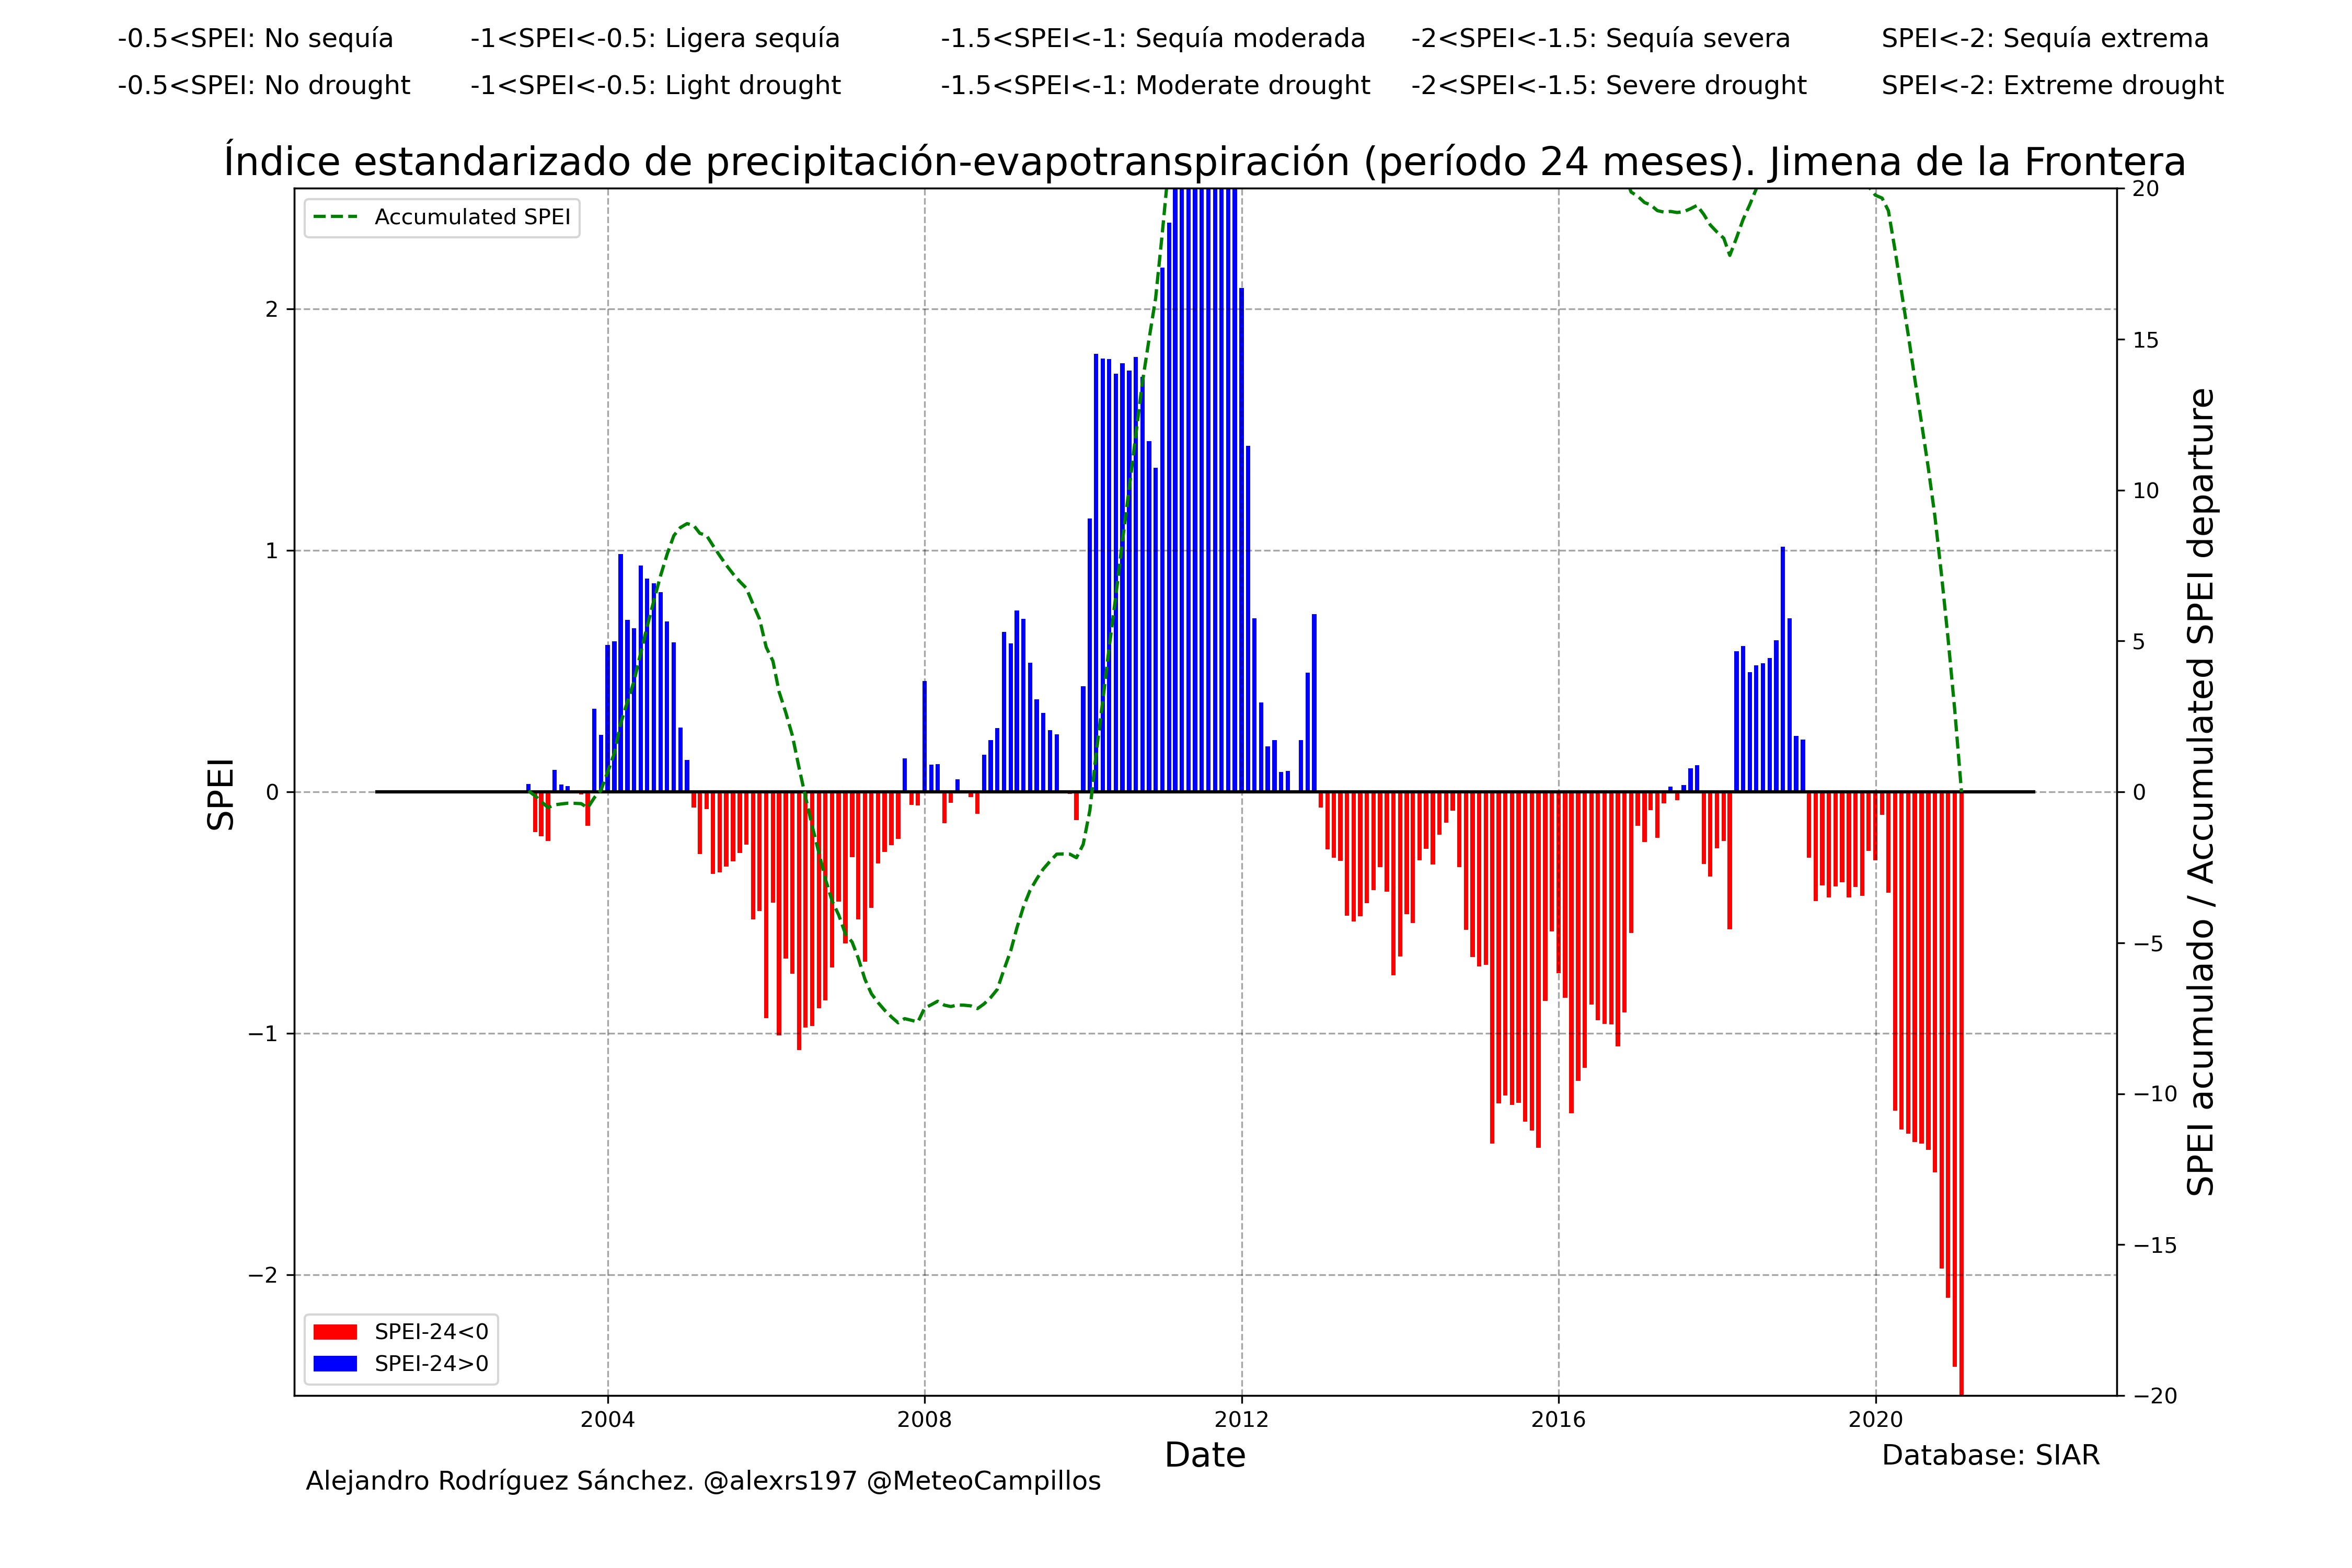 -0.5<SPEI: No sequía -1<SPEI<-0.5: Ligera sequía -1.5<SPEI<-1: Sequía moderada -2<SPEI<-1.5: Sequía severa SPEI<-2: Sequía extrema
-0.5<SPEI: No drought -1<SPEI<-0.5: Light drought -1.5<SPEI<-1: Moderate drought -2<SPEI<-1.5: Severe drought SPEI<-2: Extreme drought
Índice estandarizado de precipitación-evapotranspiración (período 24 meses). Jimena de la Frontera
Accumulated SPEI
SPEI
2
1
0
−1
−2
20
15
10
5
0
−5
−10
−15
−20
SPEI acumulado / Accumulated SPEI departure
SPEI-24<0
SPEI-24>0
2004 2008 2012 2016 2020
Date
Database: SIAR
Alejandro Rodríguez Sánchez. @alexrs197 @MeteoCampillos